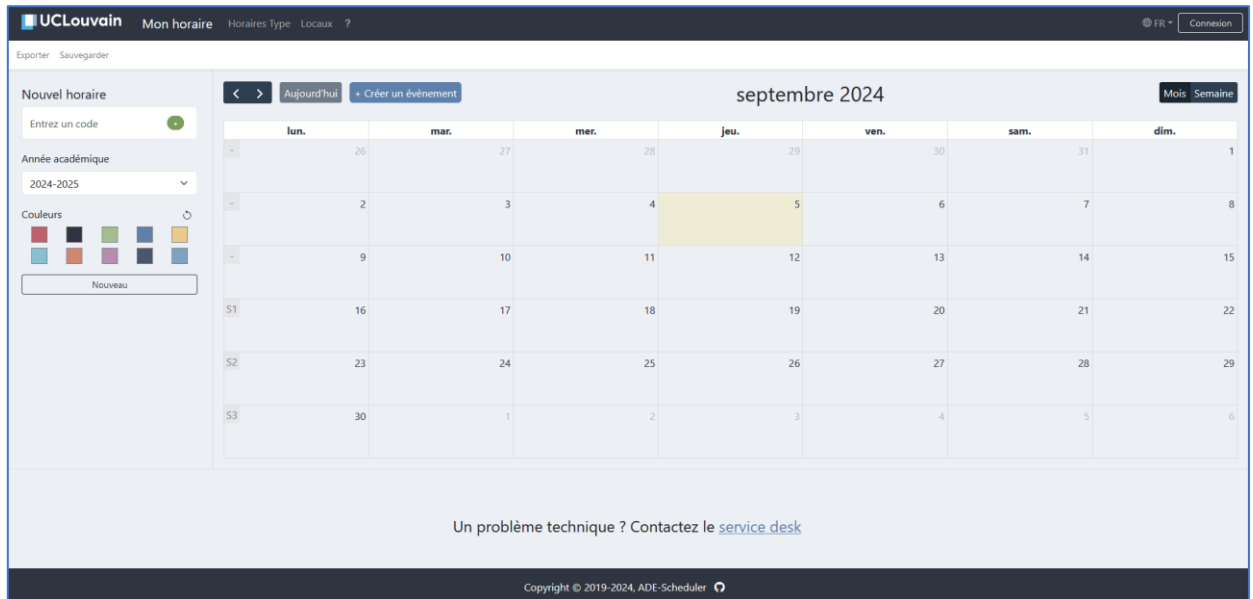 UCLouvain Mon horaire Horaires Type Locaux ? FR Connexion
Exporter Sauvegarder
Nouvel horaire
Entrez un code +
Année académique
2024-2025
Couleurs
Nouveau
< > Aujourd'hui + Créer un évènement septembre 2024 Mois Semaine
lun. mar. mer. jeu. ven. sam. dim.
- 26 27 28 29 30 31 1
- 2 3 4 5 6 7 8
- 9 10 11 12 13 14 15
S1 16 17 18 19 20 21 22
S2 23 24 25 26 27 28 29
S3 30 1 2 3 4 5 6
Un problème technique ? Contactez le service desk
Copyright © 2019-2024, ADE-Scheduler